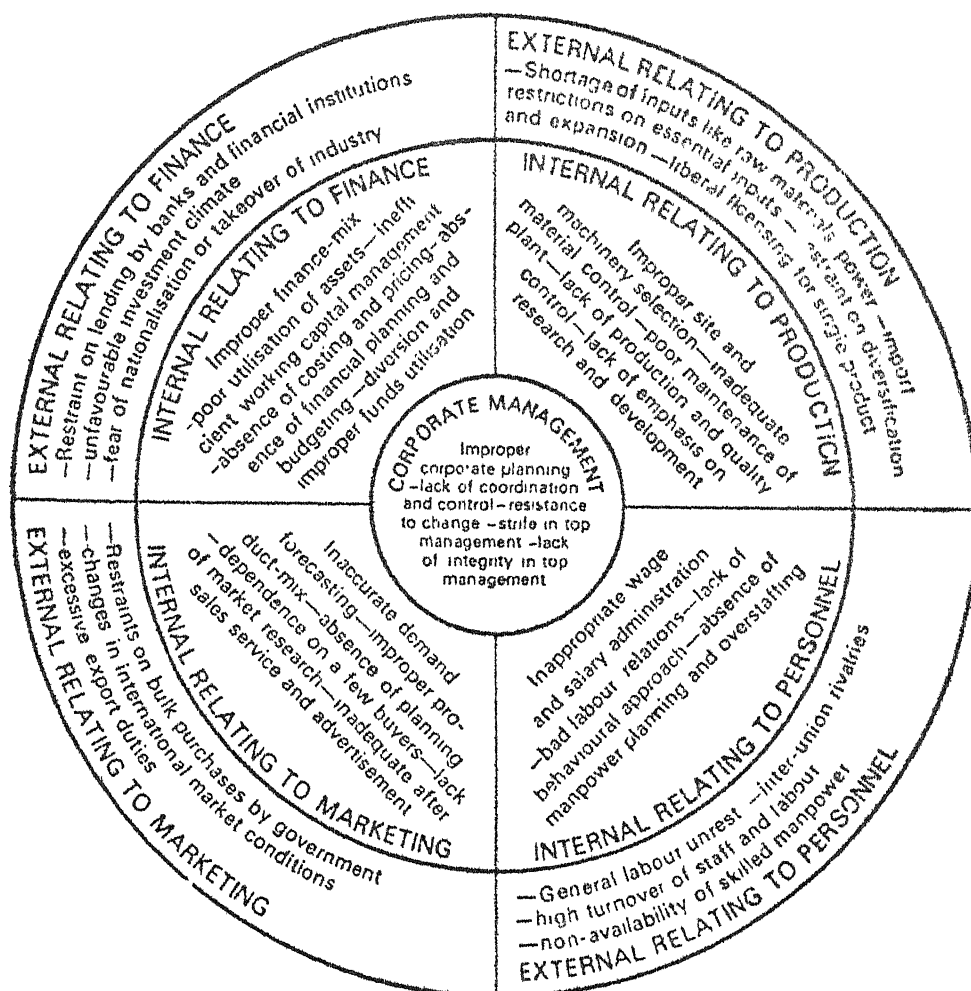 EXTERNAL RELATING TO FINANCE
—Restraint on lending by banks and financial institutions
—unfavourable investment climate
—fear of nationalisation or takeover of industry
INTERNAL RELATING TO FINANCE
Improper finance-mix
-poor utilisation of assets—ineffi
cient working capital management
-absence of costing and pricing-abs-
ence of financial planning and
budgeting—diversion and
improper funds utilisation
EXTERNAL RELATING TO PRODUCTION
—Shortage of inputs like raw materials, power —import
restrictions on essential inputs — restraint on diversification
and expansion —liberal licensing for single product
INTERNAL RELATING TO PRODUCTION
Improper site and
machinery selection—inadequate
material control—poor maintenance of
plant—lack of production and quality
control—lack of emphasis on
research and development
CORPORATE MANAGEMENT
Improper
corporate planning
–lack of coordination
and control–resistance
to change –strife in top
management –lack
of integrity in top
management
INTERNAL RELATING TO MARKETING
Inaccurate demand
forecasting—improper pro-
duct-mix—absence of planning
–dependence on a few buyers—lack
of market research—inadequate after
sales service and advertisement
EXTERNAL RELATING TO MARKETING
—Restraints on bulk purchases by government
—changes in international market conditions
—excessive export duties
INTERNAL RELATING TO PERSONNEL
Inappropriate wage
and salary administration
—bad labour relations—lack of
behavioural approach—absence of
manpower planning and overstaffing
EXTERNAL RELATING TO PERSONNEL
—General labour unrest —inter-union rivalries
—high turnover of staff and labour
—non-availability of skilled manpower